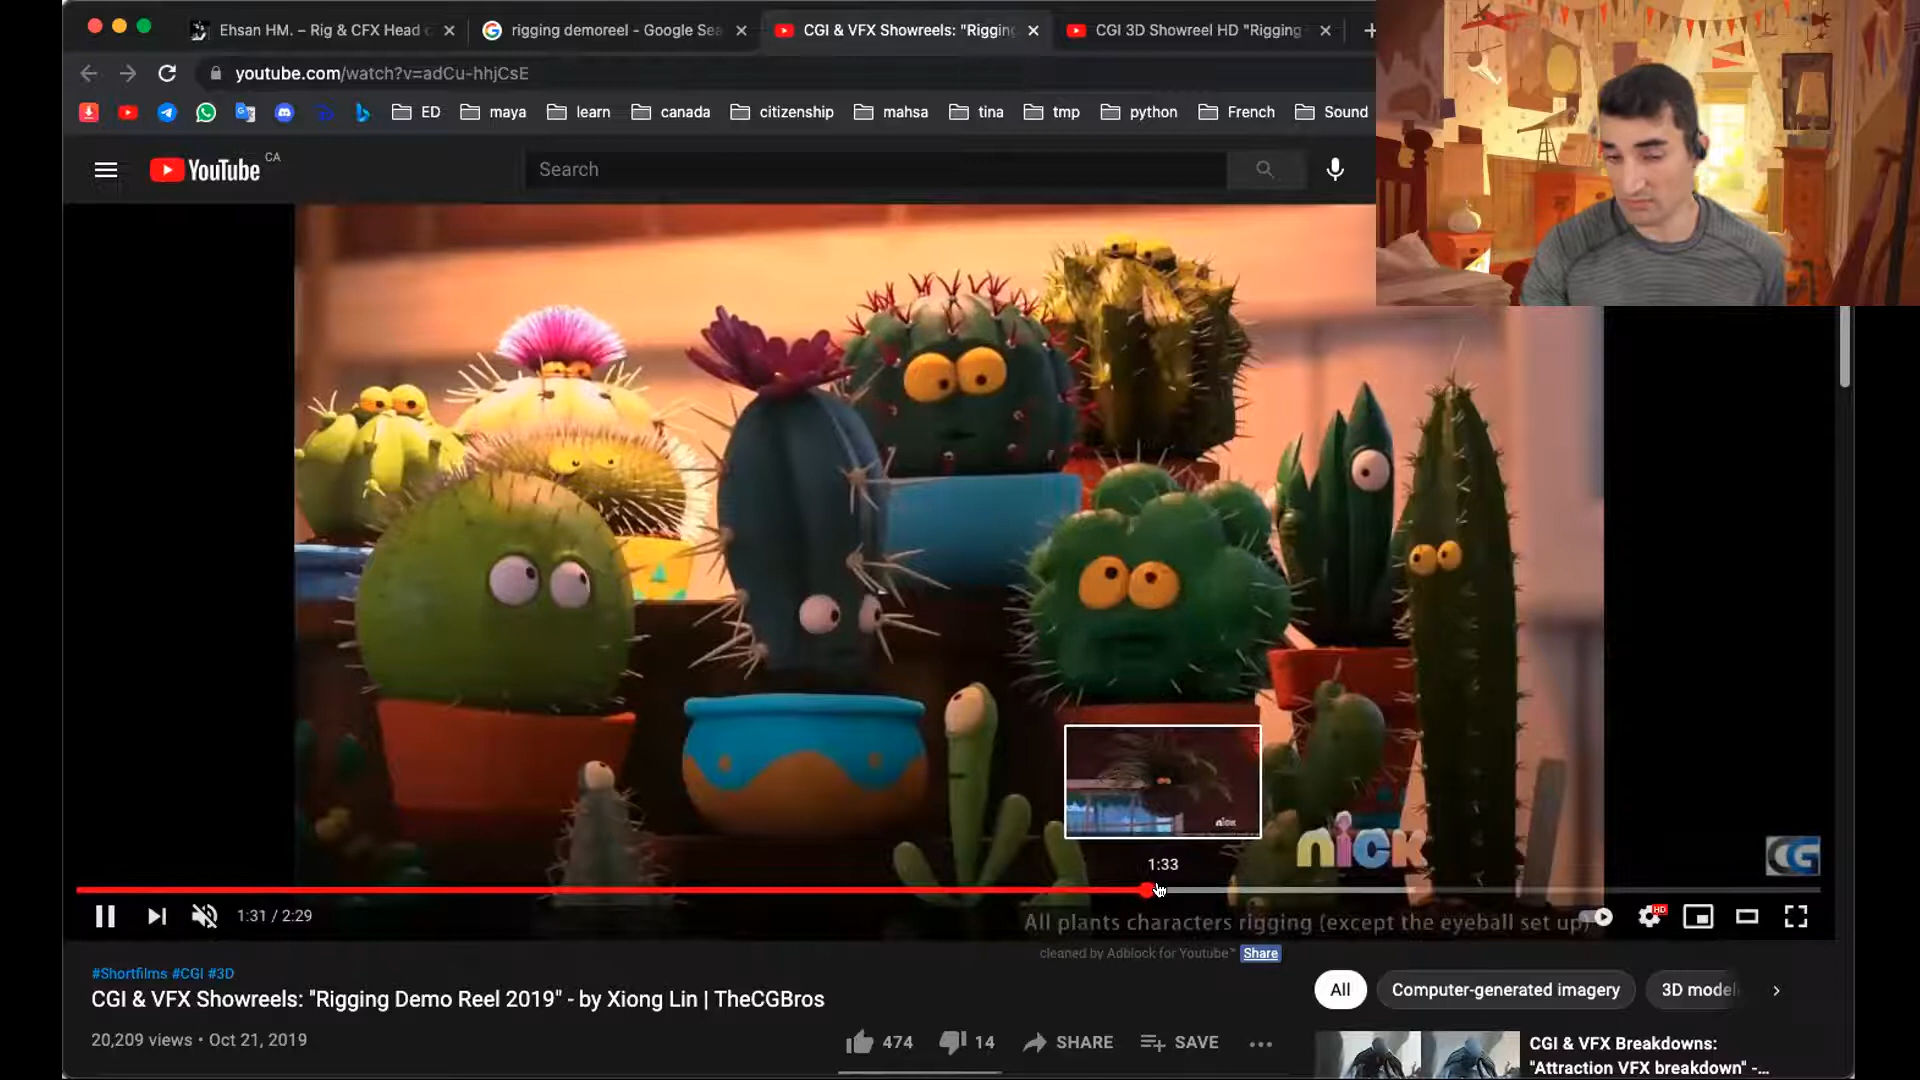 Ehsan HM. – Rig & CFX Head
rigging demoreel - Google Sea
CGI & VFX Showreels: "Rigging
CGI 3D Showreel HD "Rigging
youtube.com/watch?v=adCu-hhjCsE
ED
maya
learn
canada
citizenship
mahsa
tina
tmp
python
French
Sound
YouTube
CA
Search
nick
nick
CG
1:33
1:31 / 2:29
HD
All plants characters rigging (except the eyeball set up)
cleaned by Adblock for Youtube™ Share
#Shortfilms #CGI #3D
CGI & VFX Showreels: "Rigging Demo Reel 2019" - by Xiong Lin | TheCGBros
20,209 views • Oct 21, 2019
474
14
SHARE
SAVE
All
Computer-generated imagery
3D model
CGI & VFX Breakdowns:
"Attraction VFX breakdown" -...